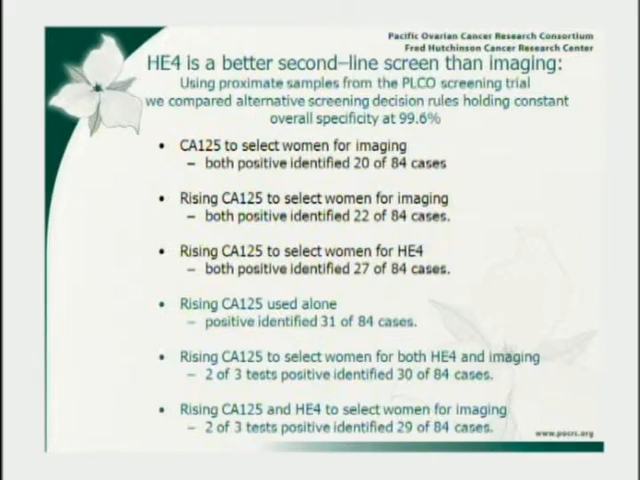 Pacific Ovarian Cancer Research Consortium
Fred Hutchinson Cancer Research Center
HE4 is a better second-line screen than imaging:
Using proximate samples from the PLCO screening trial
we compared alternative screening decision rules holding constant
overall specificity at 99.6%
• CA125 to select women for imaging
– both positive identified 20 of 84 cases
• Rising CA125 to select women for imaging
– both positive identified 22 of 84 cases.
• Rising CA125 to select women for HE4
– both positive identified 27 of 84 cases.
• Rising CA125 used alone
– positive identified 31 of 84 cases.
• Rising CA125 to select women for both HE4 and imaging
– 2 of 3 tests positive identified 30 of 84 cases.
• Rising CA125 and HE4 to select women for imaging
– 2 of 3 tests positive identified 29 of 84 cases.
www.pocrc.org